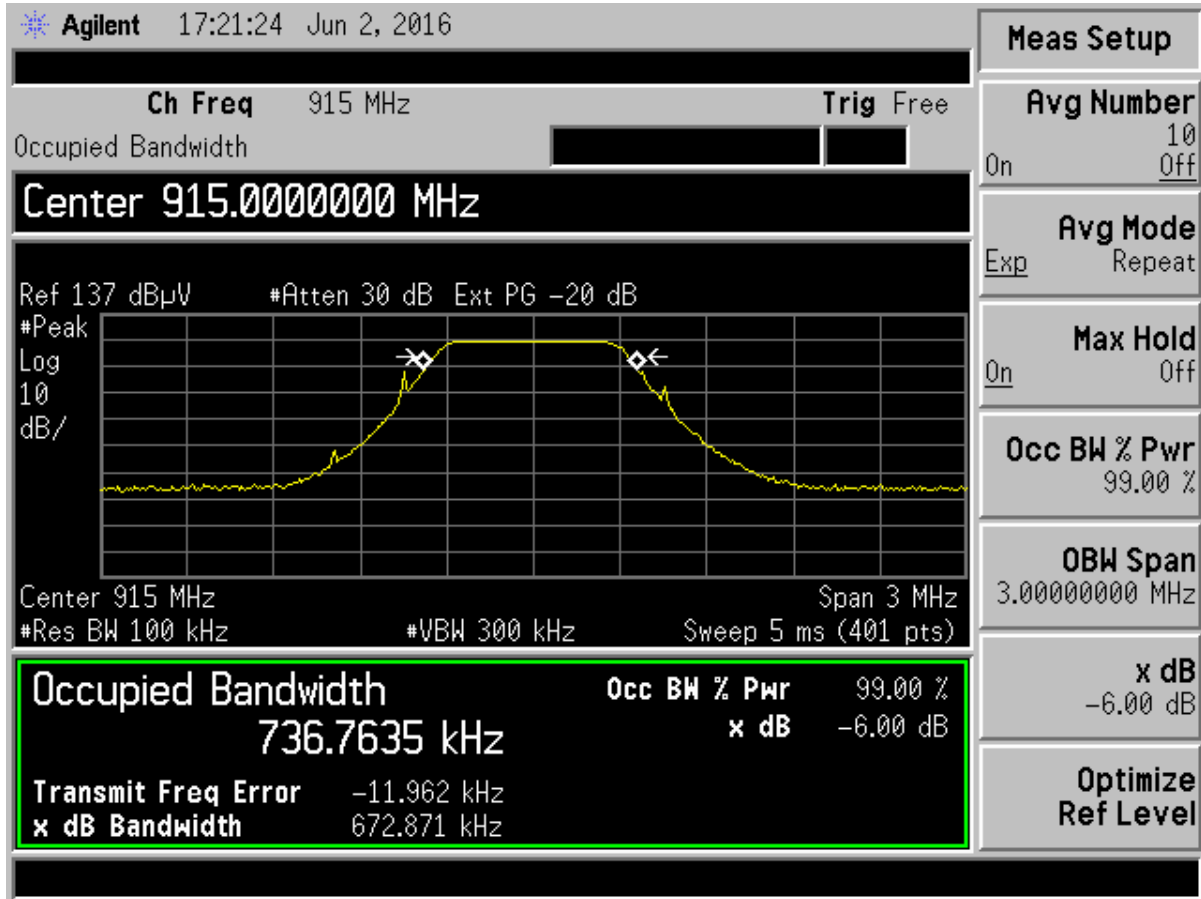 Agilent 17:21:24 Jun 2, 2016
Ch Freq 915 MHz Trig Free
Occupied Bandwidth
Center 915.0000000 MHz
Ref 137 dBµV #Atten 30 dB Ext PG –20 dB
#Peak
Log
10
dB/
Center 915 MHz Span 3 MHz
#Res BW 100 kHz #VBW 300 kHz Sweep 5 ms (401 pts)
Occupied Bandwidth Occ BW % Pwr 99.00 %
736.7635 kHz x dB –6.00 dB
Transmit Freq Error –11.962 kHz
x dB Bandwidth 672.871 kHz
Meas Setup
Avg Number
10
On Off
Avg Mode
Exp Repeat
Max Hold
On Off
Occ BW % Pwr
99.00 %
OBW Span
3.00000000 MHz
x dB
–6.00 dB
Optimize
Ref Level